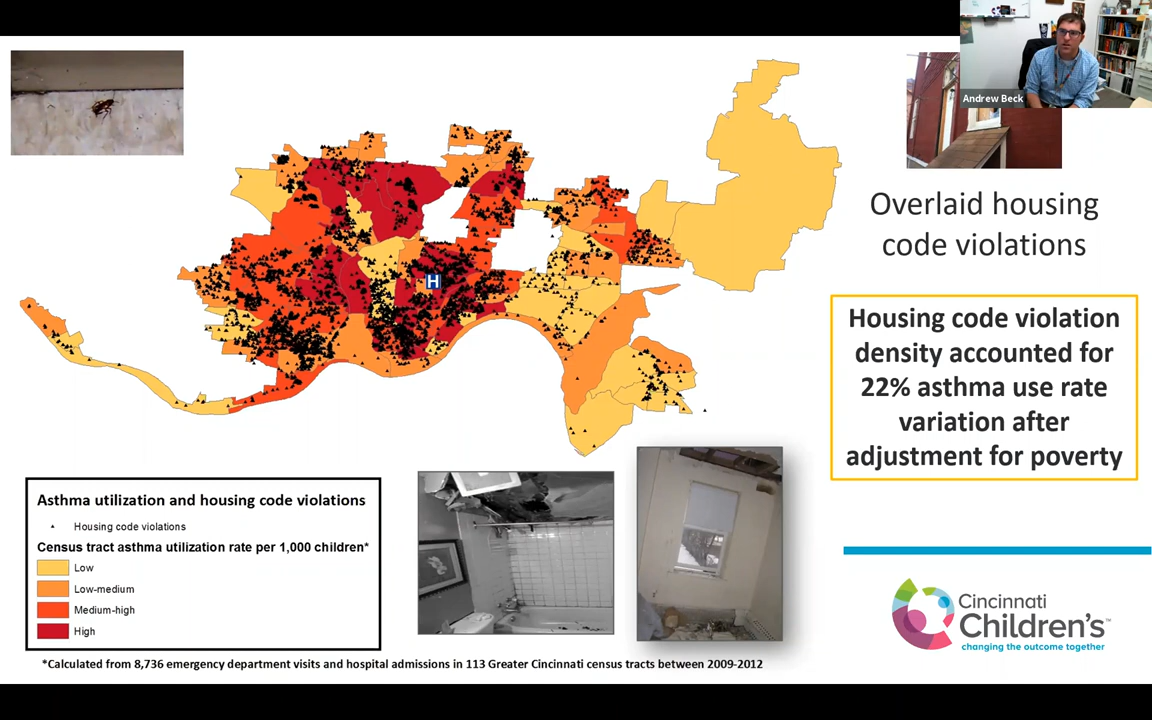 Andrew Beck
Overlaid housing
code violations
Housing code violation
density accounted for
22% asthma use rate
variation after
adjustment for poverty
H
Asthma utilization and housing code violations
Housing code violations
Census tract asthma utilization rate per 1,000 children*
Low
Low-medium
Medium-high
High
*Calculated from 8,736 emergency department visits and hospital admissions in 113 Greater Cincinnati census tracts between 2009-2012
Cincinnati
Children's™
changing the outcome together